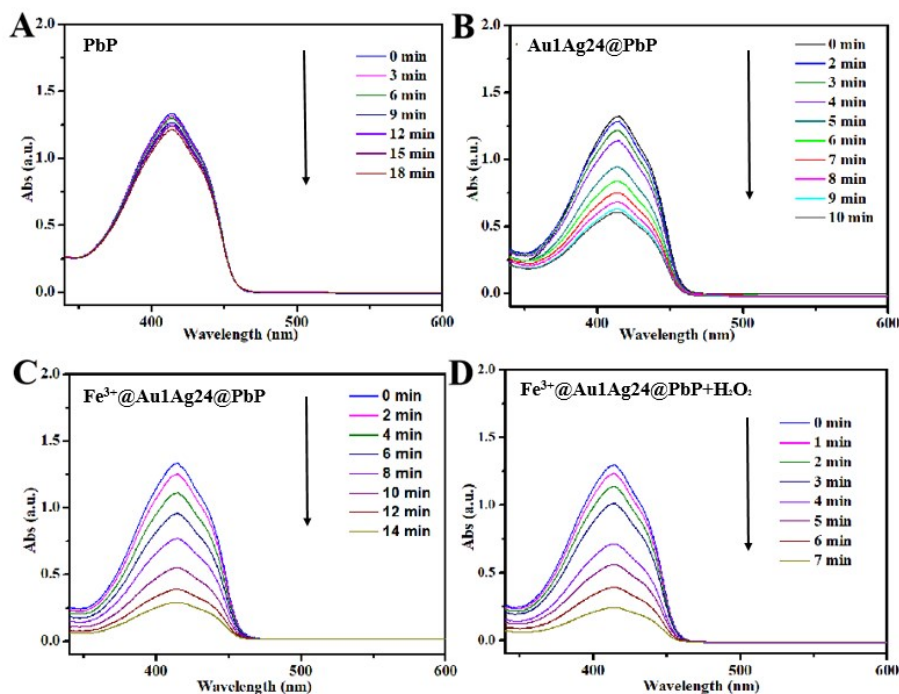 A
PbP
0 min
3 min
6 min
9 min
12 min
15 min
18 min
2.0
1.5
1.0
0.5
0.0
Abs (a.u.)
400
500
600
Wavelength (nm)
B
Au1Ag24@PbP
0 min
2 min
3 min
4 min
5 min
6 min
7 min
8 min
9 min
10 min
2.0
1.5
1.0
0.5
0.0
Abs (a.u.)
400
500
600
Wavelength (nm)
C
Fe³⁺@Au1Ag24@PbP
0 min
2 min
4 min
6 min
8 min
10 min
12 min
14 min
2.0
1.5
1.0
0.5
0.0
Abs (a.u.)
400
500
600
Wavelength (nm)
D
Fe³⁺@Au1Ag24@PbP+H₂O₂
0 min
1 min
2 min
3 min
4 min
5 min
6 min
7 min
2.0
1.5
1.0
0.5
0.0
Abs (a.u.)
400
500
600
Wavelength (nm)